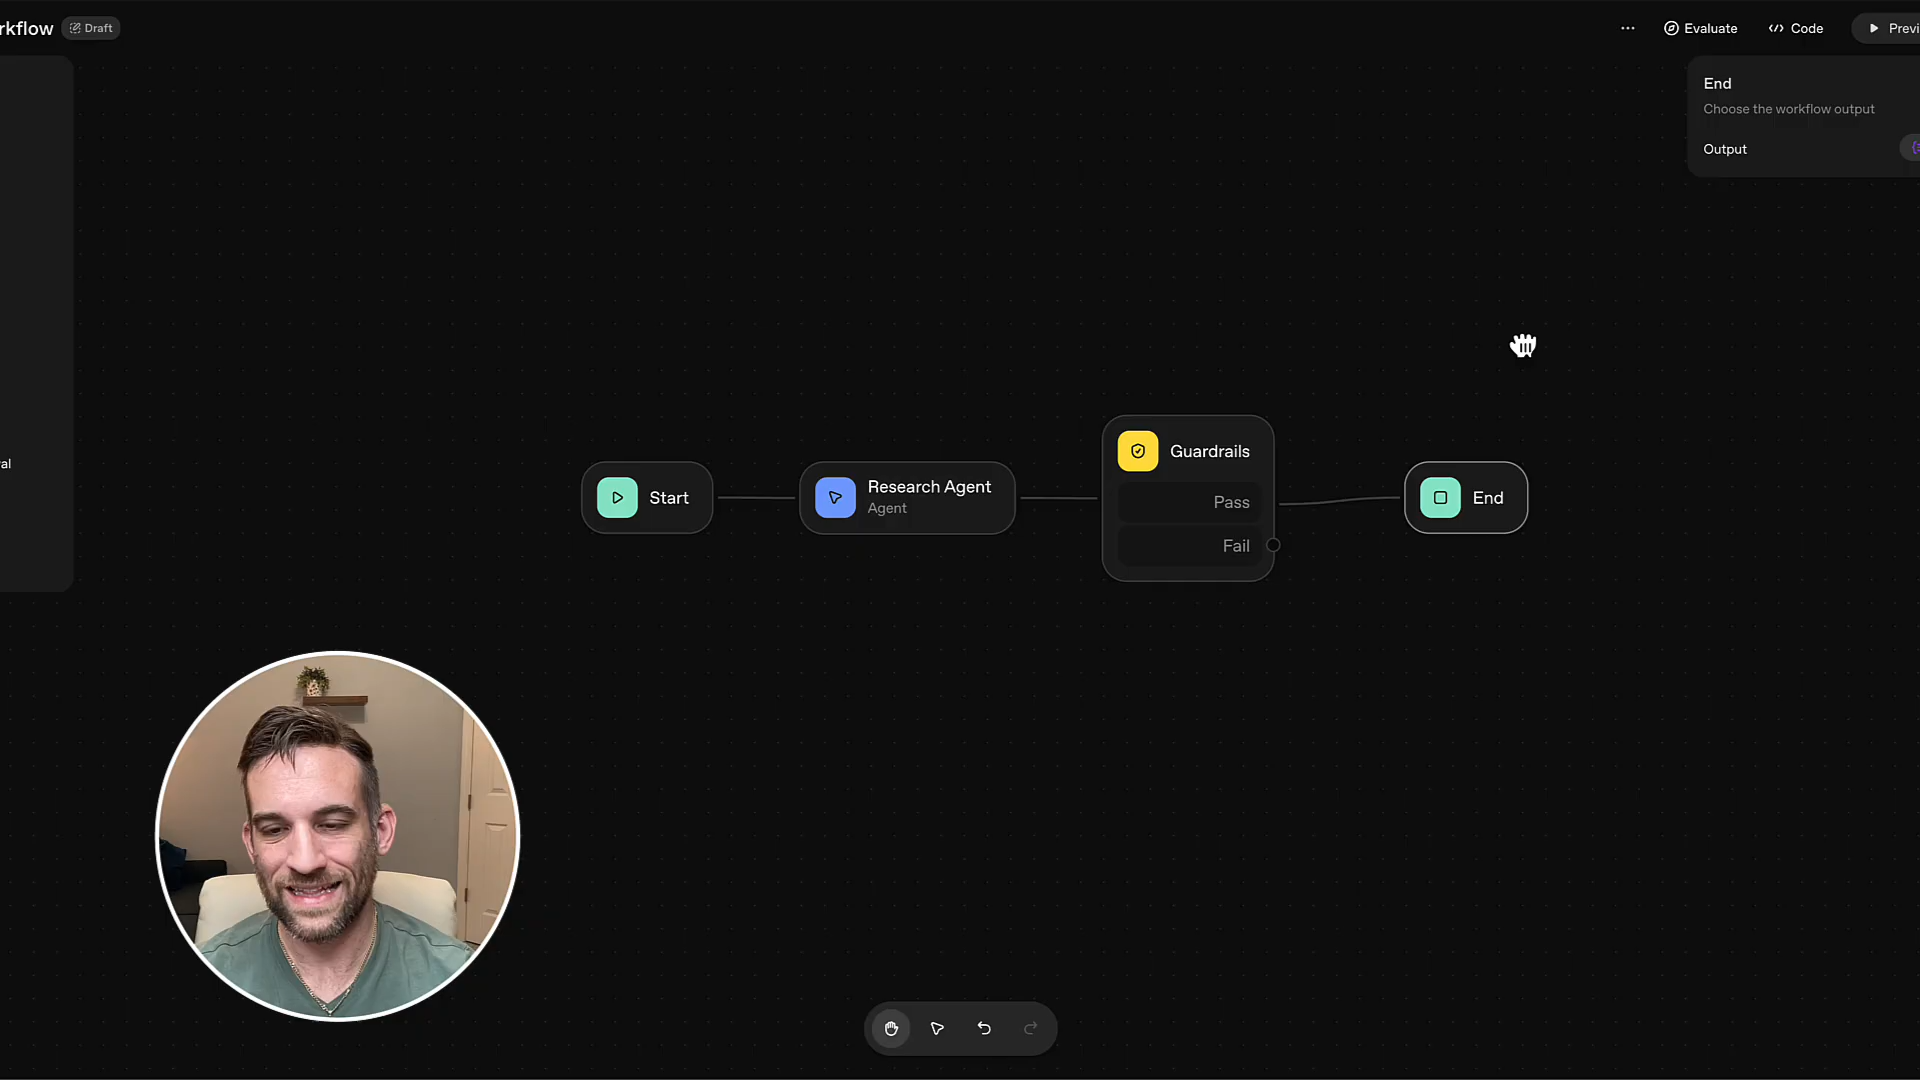 rkflow
Draft
Evaluate
Code
Previ
End
Choose the workflow output
Output
al
Start
Research Agent
Agent
Guardrails
Pass
Fail
End